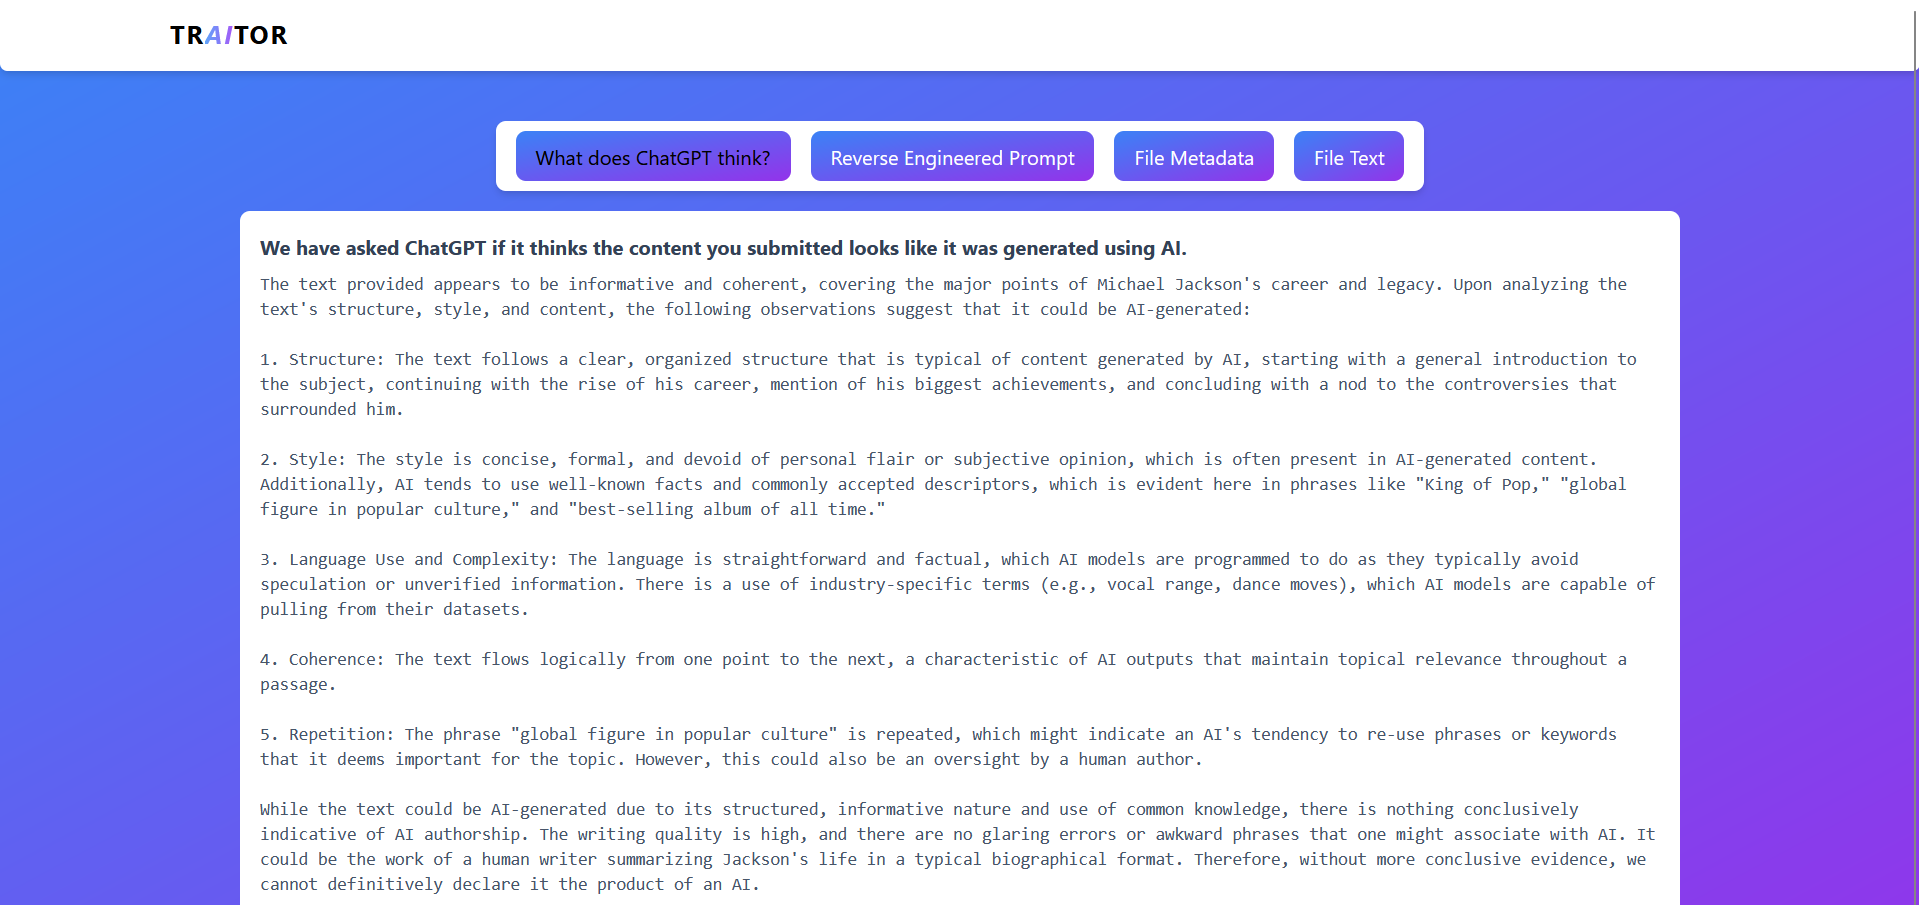 TRAITOR
What does ChatGPT think?
Reverse Engineered Prompt
File Metadata
File Text
We have asked ChatGPT if it thinks the content you submitted looks like it was generated using AI.
The text provided appears to be informative and coherent, covering the major points of Michael Jackson's career and legacy. Upon analyzing the
text's structure, style, and content, the following observations suggest that it could be AI-generated:
1. Structure: The text follows a clear, organized structure that is typical of content generated by AI, starting with a general introduction to
the subject, continuing with the rise of his career, mention of his biggest achievements, and concluding with a nod to the controversies that
surrounded him.
2. Style: The style is concise, formal, and devoid of personal flair or subjective opinion, which is often present in AI-generated content.
Additionally, AI tends to use well-known facts and commonly accepted descriptors, which is evident here in phrases like "King of Pop," "global
figure in popular culture," and "best-selling album of all time."
3. Language Use and Complexity: The language is straightforward and factual, which AI models are programmed to do as they typically avoid
speculation or unverified information. There is a use of industry-specific terms (e.g., vocal range, dance moves), which AI models are capable of
pulling from their datasets.
4. Coherence: The text flows logically from one point to the next, a characteristic of AI outputs that maintain topical relevance throughout a
passage.
5. Repetition: The phrase "global figure in popular culture" is repeated, which might indicate an AI's tendency to re-use phrases or keywords
that it deems important for the topic. However, this could also be an oversight by a human author.
While the text could be AI-generated due to its structured, informative nature and use of common knowledge, there is nothing conclusively
indicative of AI authorship. The writing quality is high, and there are no glaring errors or awkward phrases that one might associate with AI. It
could be the work of a human writer summarizing Jackson's life in a typical biographical format. Therefore, without more conclusive evidence, we
cannot definitively declare it the product of an AI.